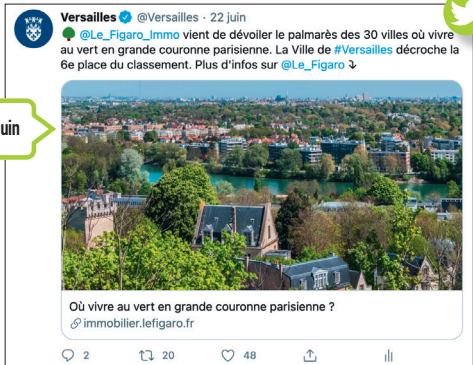 Versailles @Versailles · 22 juin
@Le_Figaro_Immo vient de dévoiler le palmarès des 30 villes où vivre
au vert en grande couronne parisienne. La Ville de #Versailles décroche la
6e place du classement. Plus d'infos sur @Le_Figaro
uin
Où vivre au vert en grande couronne parisienne ?
immobilier.lefigaro.fr
2 20 48